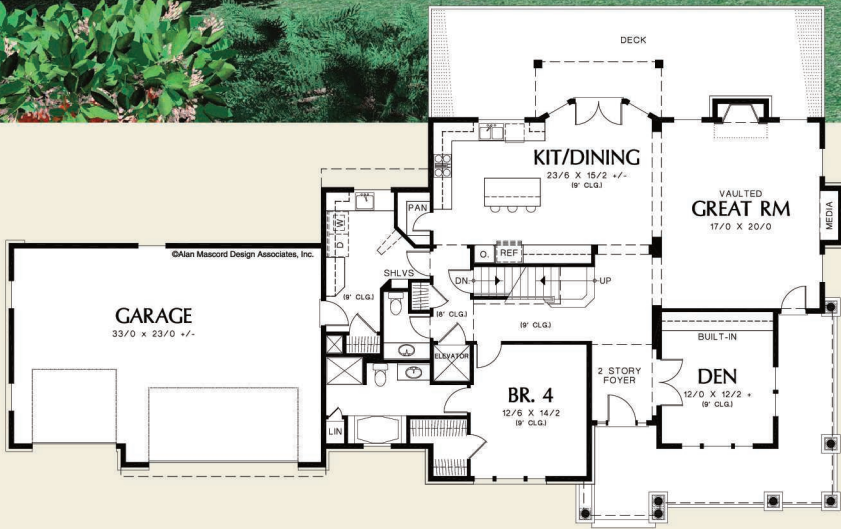 DECK
KIT/DINING
23/6 X 15/2 +/-
(9' CLG.)
VAULTED
GREAT RM
17/0 X 20/0
MEDIA
PAN
W
D
©Alan Mascord Design Associates, Inc.
SHLVS
O.
REF
DN
UP
(9' CLG.)
(8' CLG.)
(9' CLG.)
GARAGE
33/0 X 23/0 +/-
ELEVATOR
BUILT-IN
2 STORY
FOYER
DEN
12/0 X 12/2 +
(9' CLG.)
BR. 4
12/6 X 14/2
(9' CLG.)
LIN